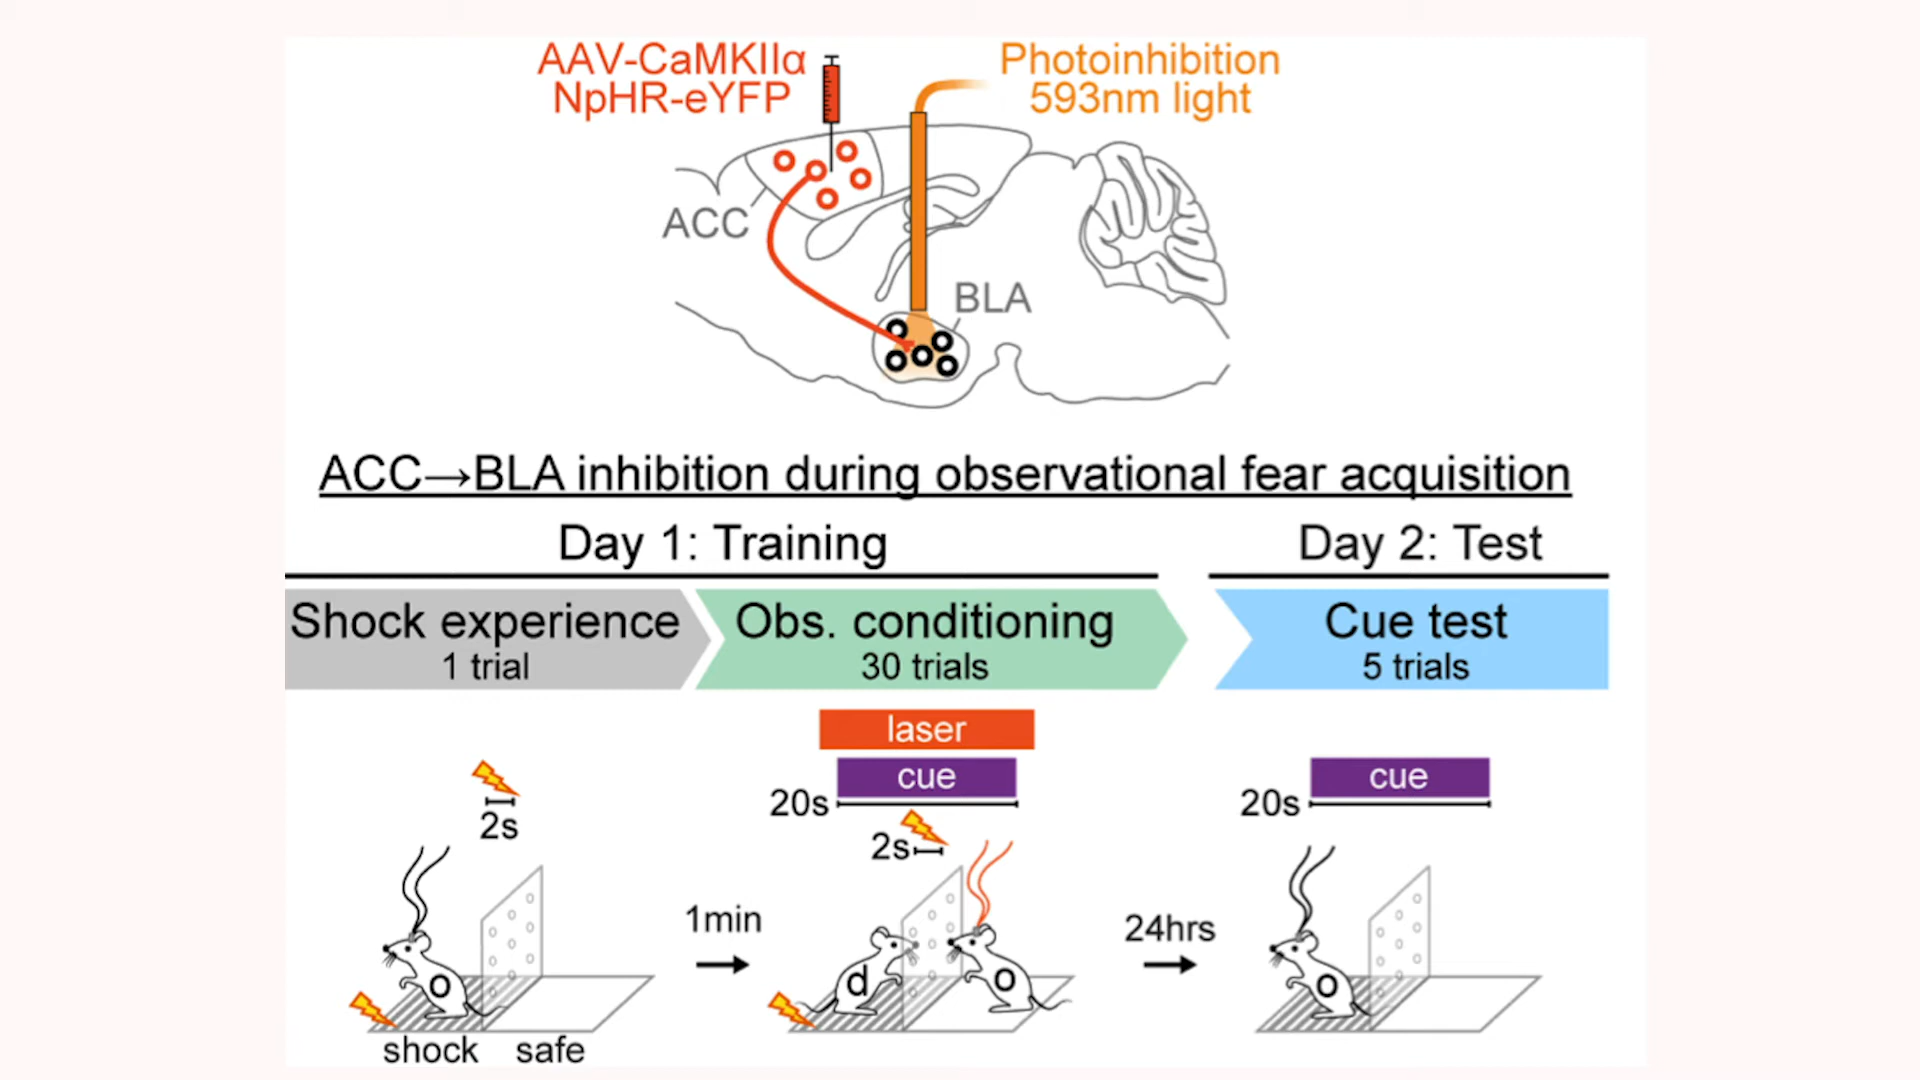 AAV-CaMKIIα
NpHR-eYFP
Photoinhibition
593nm light
ACC
BLA
ACC→BLA inhibition during observational fear acquisition
Day 1: Training
Day 2: Test
Shock experience
1 trial
Obs. conditioning
30 trials
Cue test
5 trials
laser
cue
20s
2s
cue
20s
2s
1min
24hrs
o
d
o
o
shock safe